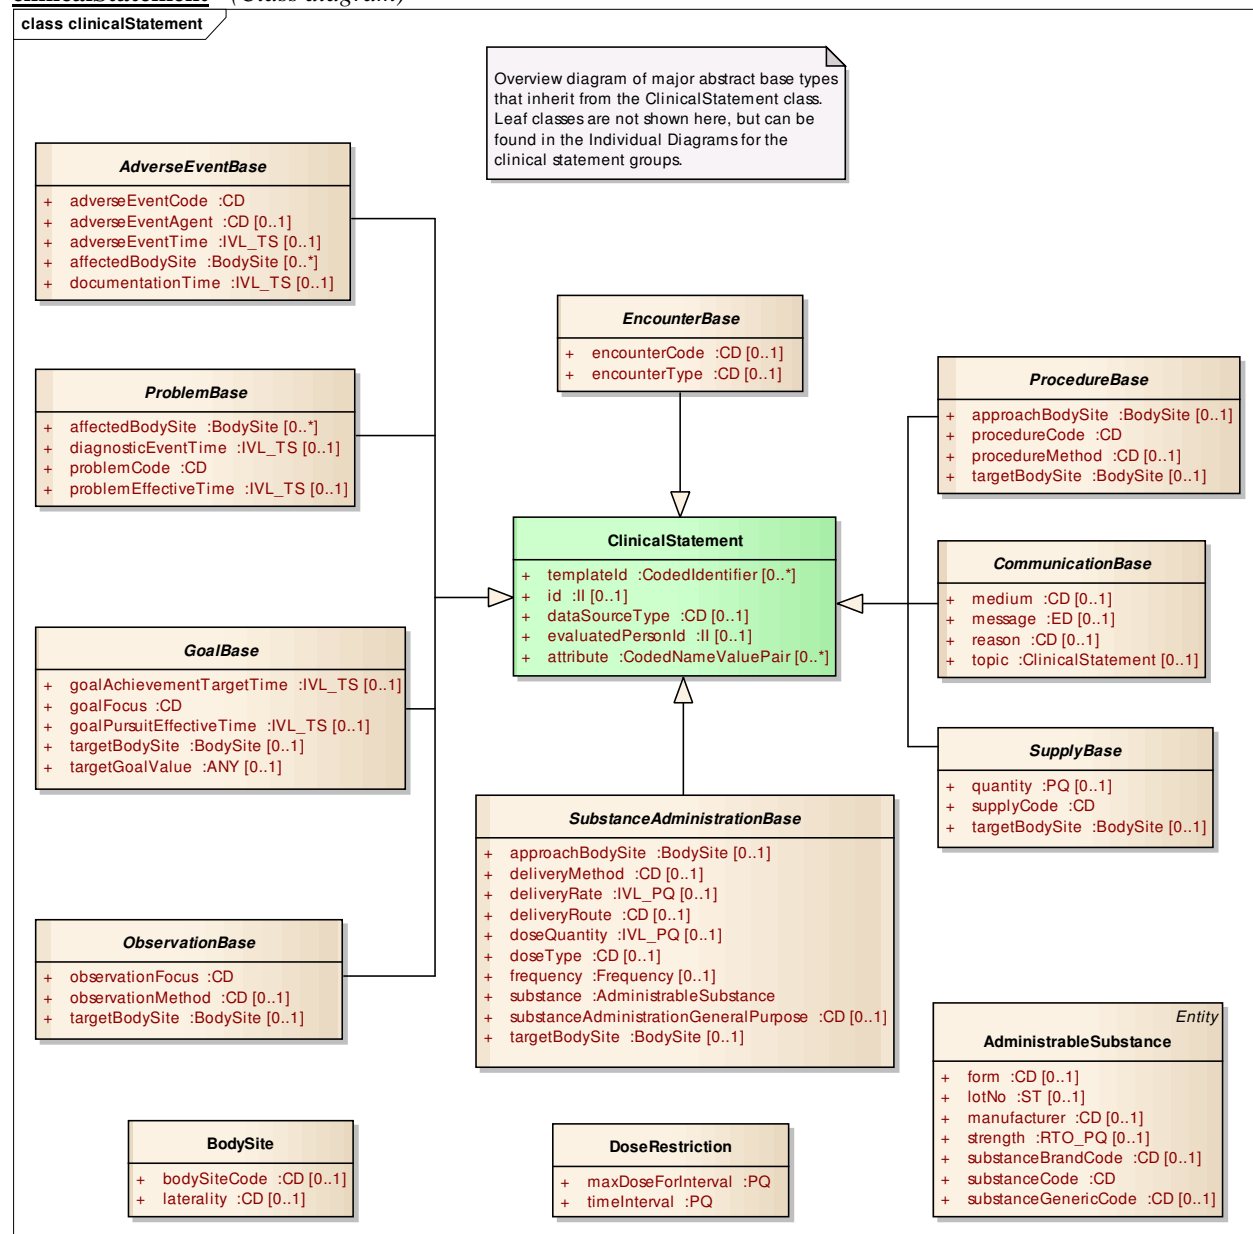 clinicalStatement (Class diagram)
class clinicalStatement
Overview diagram of major abstract base types
that inherit from the ClinicalStatement class.
Leaf classes are not shown here, but can be
found in the Individual Diagrams for the
clinical statement groups.
AdverseEventBase
+ adverseEventCode :CD
+ adverseEventAgent :CD [0..1]
+ adverseEventTime :IVL_TS [0..1]
+ affectedBodySite :BodySite [0..*]
+ documentationTime :IVL_TS [0..1]
EncounterBase
+ encounterCode :CD [0..1]
+ encounterType :CD [0..1]
ProblemBase
+ affectedBodySite :BodySite [0..*]
+ diagnosticEventTime :IVL_TS [0..1]
+ problemCode :CD
+ problemEffectiveTime :IVL_TS [0..1]
ProcedureBase
+ approachBodySite :BodySite [0..1]
+ procedureCode :CD
+ procedureMethod :CD [0..1]
+ targetBodySite :BodySite [0..1]
ClinicalStatement
+ templateId :CodedIdentifier [0..*]
+ id :II [0..1]
+ dataSourceType :CD [0..1]
+ evaluatedPersonId :II [0..1]
+ attribute :CodedNameValuePair [0..*]
CommunicationBase
+ medium :CD [0..1]
+ message :ED [0..1]
+ reason :CD [0..1]
+ topic :ClinicalStatement [0..1]
GoalBase
+ goalAchievementTargetTime :IVL_TS [0..1]
+ goalFocus :CD
+ goalPursuitEffectiveTime :IVL_TS [0..1]
+ targetBodySite :BodySite [0..1]
+ targetGoalValue :ANY [0..1]
SupplyBase
+ quantity :PQ [0..1]
+ supplyCode :CD
+ targetBodySite :BodySite [0..1]
SubstanceAdministrationBase
+ approachBodySite :BodySite [0..1]
+ deliveryMethod :CD [0..1]
+ deliveryRate :IVL_PQ [0..1]
+ deliveryRoute :CD [0..1]
+ doseQuantity :IVL_PQ [0..1]
+ doseType :CD [0..1]
+ frequency :Frequency [0..1]
+ substance :AdministrableSubstance
+ substanceAdministrationGeneralPurpose :CD [0..1]
+ targetBodySite :BodySite [0..1]
ObservationBase
+ observationFocus :CD
+ observationMethod :CD [0..1]
+ targetBodySite :BodySite [0..1]
Entity
AdministrableSubstance
+ form :CD [0..1]
+ lotNo :ST [0..1]
+ manufacturer :CD [0..1]
+ strength :RTO_PQ [0..1]
+ substanceBrandCode :CD [0..1]
+ substanceCode :CD
+ substanceGenericCode :CD [0..1]
BodySite
+ bodySiteCode :CD [0..1]
+ laterality :CD [0..1]
DoseRestriction
+ maxDoseForInterval :PQ
+ timeInterval :PQ